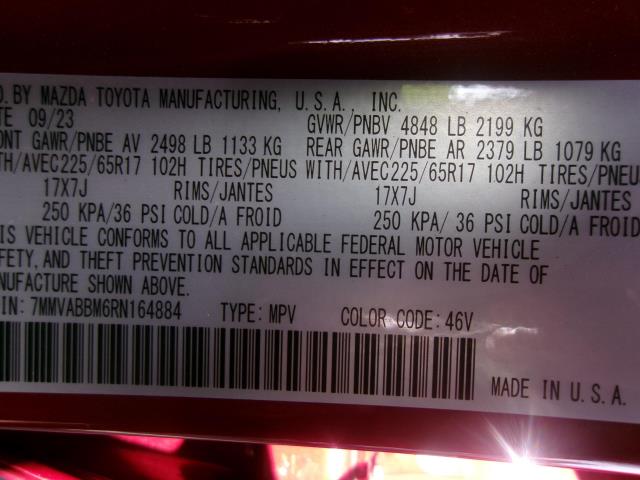 D. BY MAZDA TOYOTA MANUFACTURING, U.S.A., INC.
TE 09/23 GVWR/PNBV 4848 LB 2199 KG
ONT GAWR/PNBE AV 2498 LB 1133 KG REAR GAWR/PNBE AR 2379 LB 1079 KG
TH/AVEC225/65R17 102H TIRES/PNEUS WITH/AVEC225/65R17 102H TIRES/PNEUS
17X7J RIMS/JANTES 17X7J RIMS/JANTES
250 KPA/36 PSI COLD/A FROID 250 KPA/ 36 PSI COLD/A FROID
IS VEHICLE CONFORMS TO ALL APPLICABLE FEDERAL MOTOR VEHICLE
FETY, AND THEFT PREVENTION STANDARDS IN EFFECT ON THE DATE OF
NUFACTURE SHOWN ABOVE.
IN: 7MMVABBM6RN164884 TYPE: MPV COLOR CODE: 46V
MADE IN U.S.A.